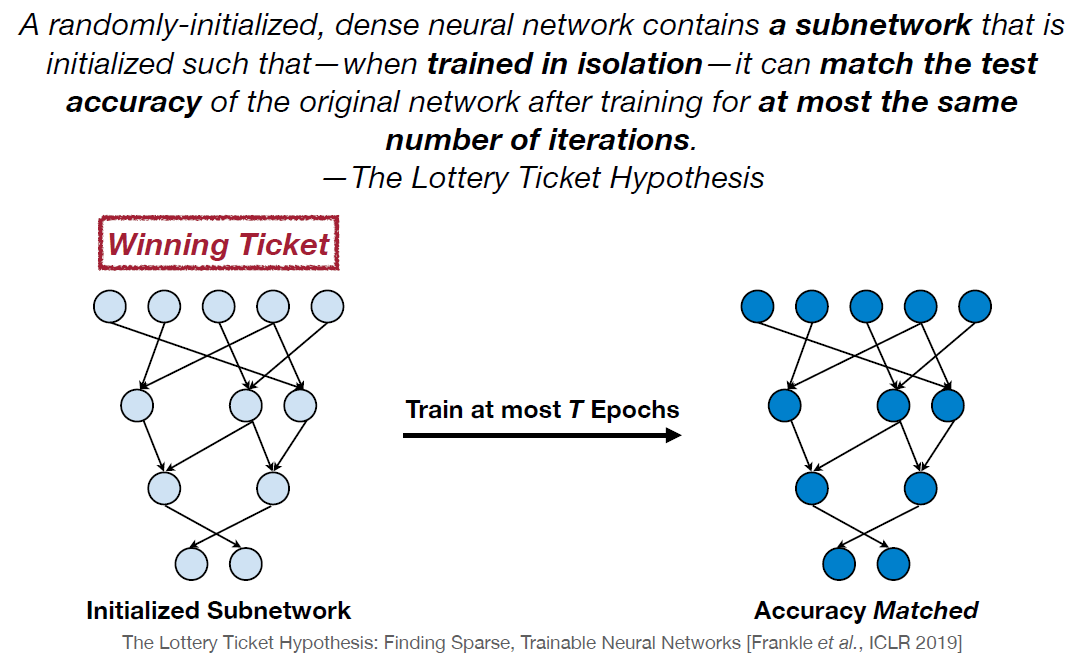 A randomly-initialized, dense neural network contains a subnetwork that is
initialized such that—when trained in isolation—it can match the test
accuracy of the original network after training for at most the same
number of iterations.
—The Lottery Ticket Hypothesis
Winning Ticket
Train at most T Epochs
Initialized Subnetwork
Accuracy Matched
The Lottery Ticket Hypothesis: Finding Sparse, Trainable Neural Networks [Frankle et al., ICLR 2019]